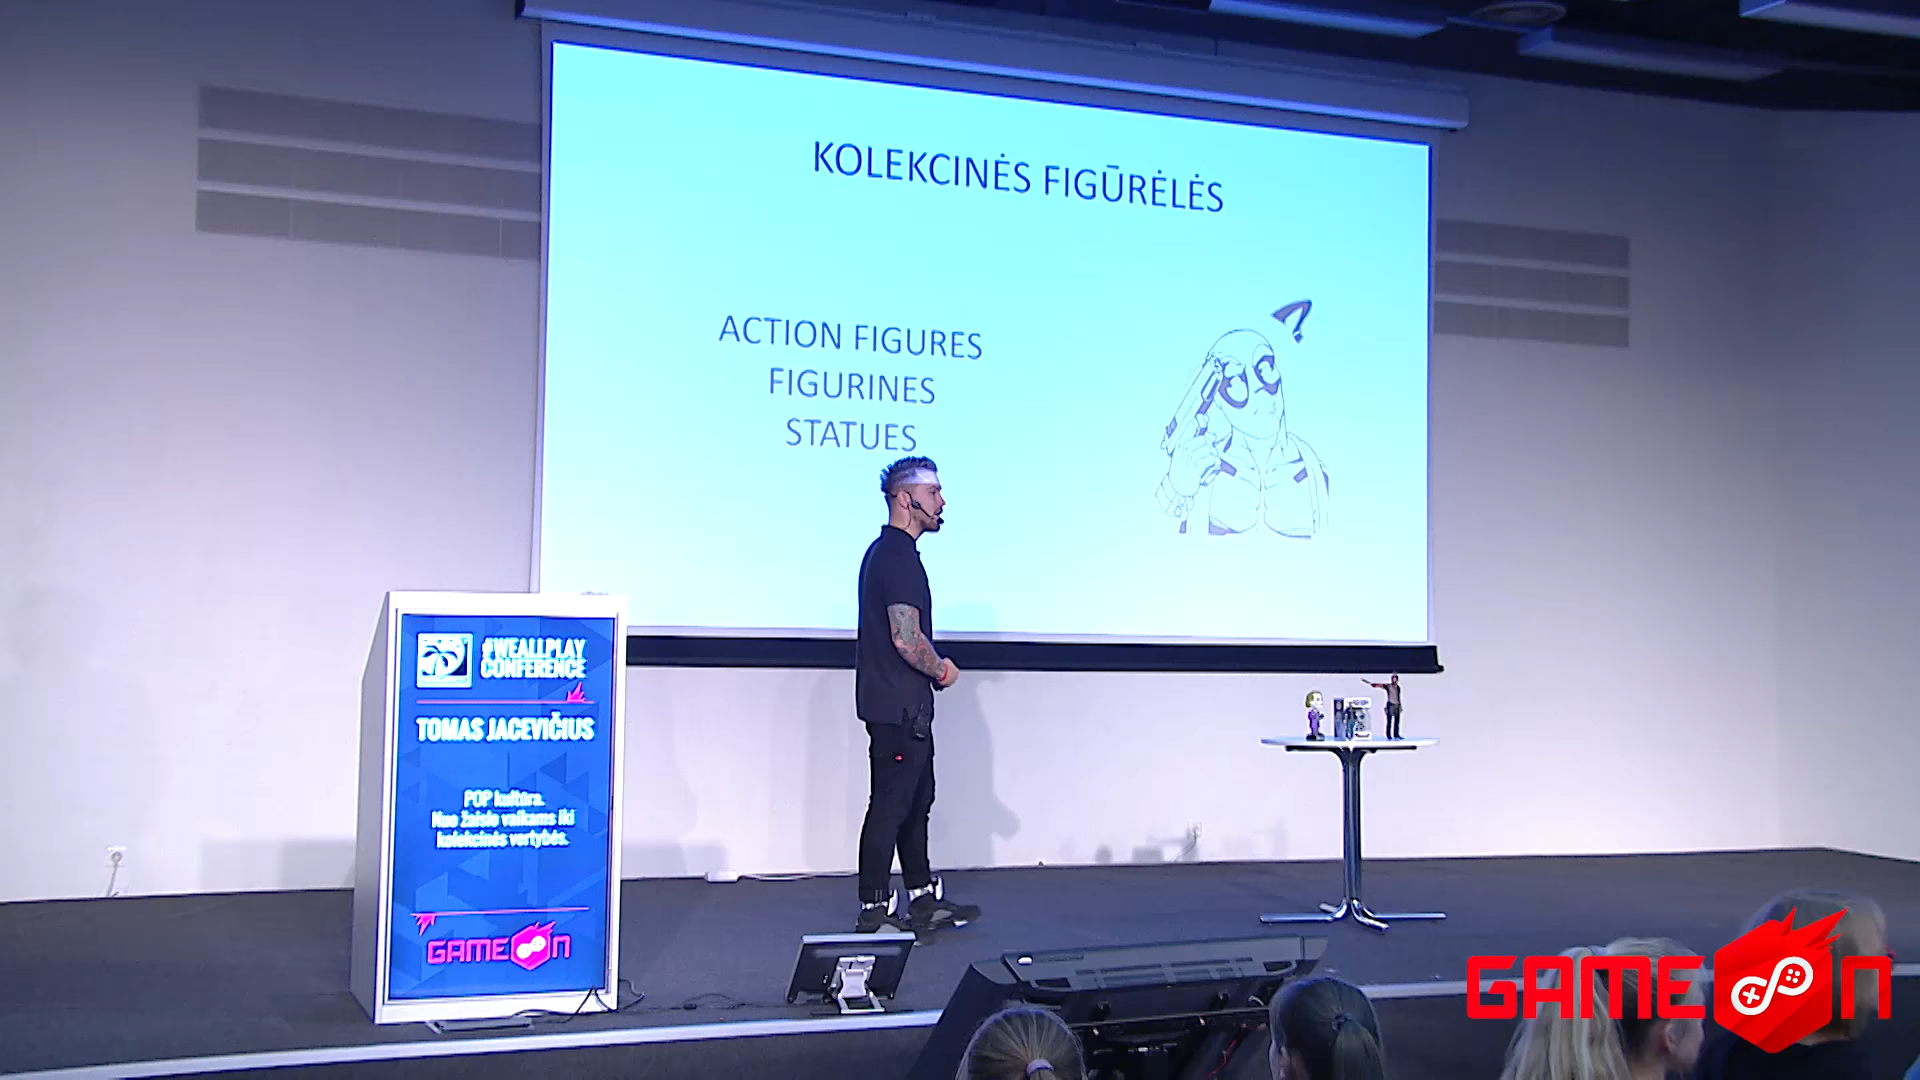 KOLEKCINĖS FIGŪRĖLĖS
ACTION FIGURES
FIGURINES
STATUES
?
#WEALLPLAY
CONFERENCE
TOMAS JACEVIČIUS
POP kultūra.
Nuo žaislo vaikams iki
kolekcinės vertybės.
GAMEON
GAMEON